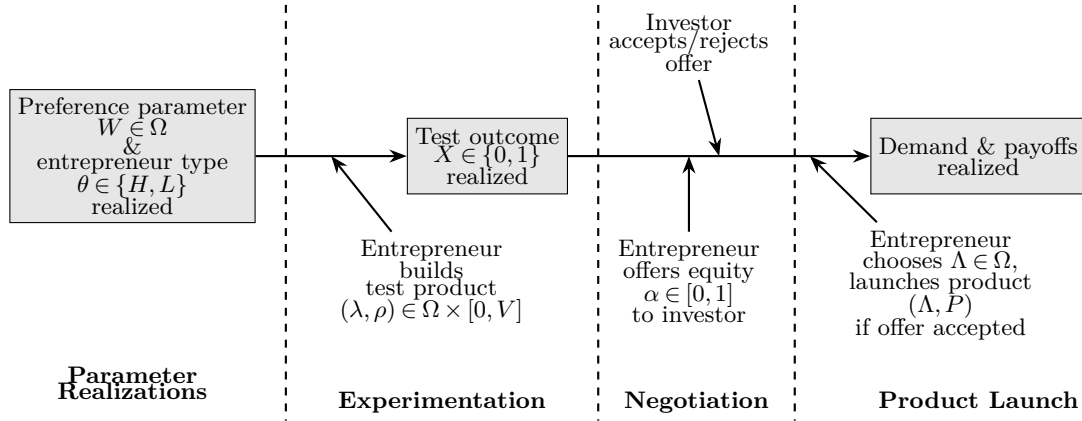 Preference parameter
W ∈ Ω
&
entrepreneur type
θ ∈ {H, L}
realized
Entrepreneur
builds
test product
(λ, ρ) ∈ Ω × [0, V]
Test outcome
X ∈ {0, 1}
realized
Investor
accepts/rejects
offer
Entrepreneur
offers equity
α ∈ [0, 1]
to investor
Entrepreneur
chooses Λ ∈ Ω,
launches product
(Λ, P)
if offer accepted
Demand & payoffs
realized
Parameter
Realizations
Experimentation
Negotiation
Product Launch